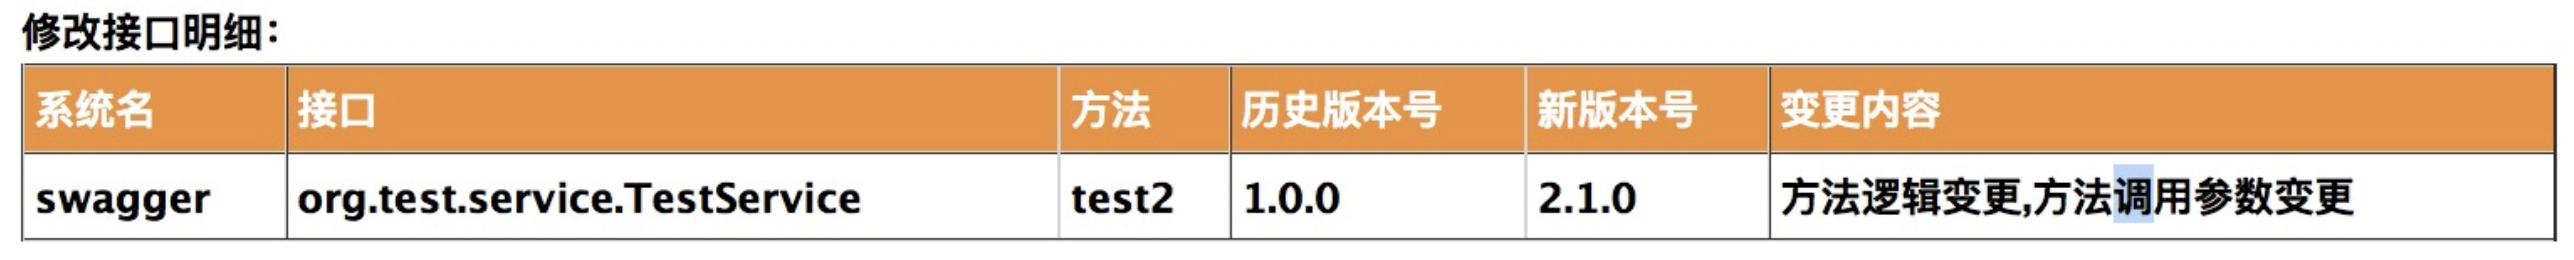 修改接口明细：
系统名 接口 方法 历史版本号 新版本号 变更内容
swagger org.test.service.TestService test2 1.0.0 2.1.0 方法逻辑变更,方法调用参数变更